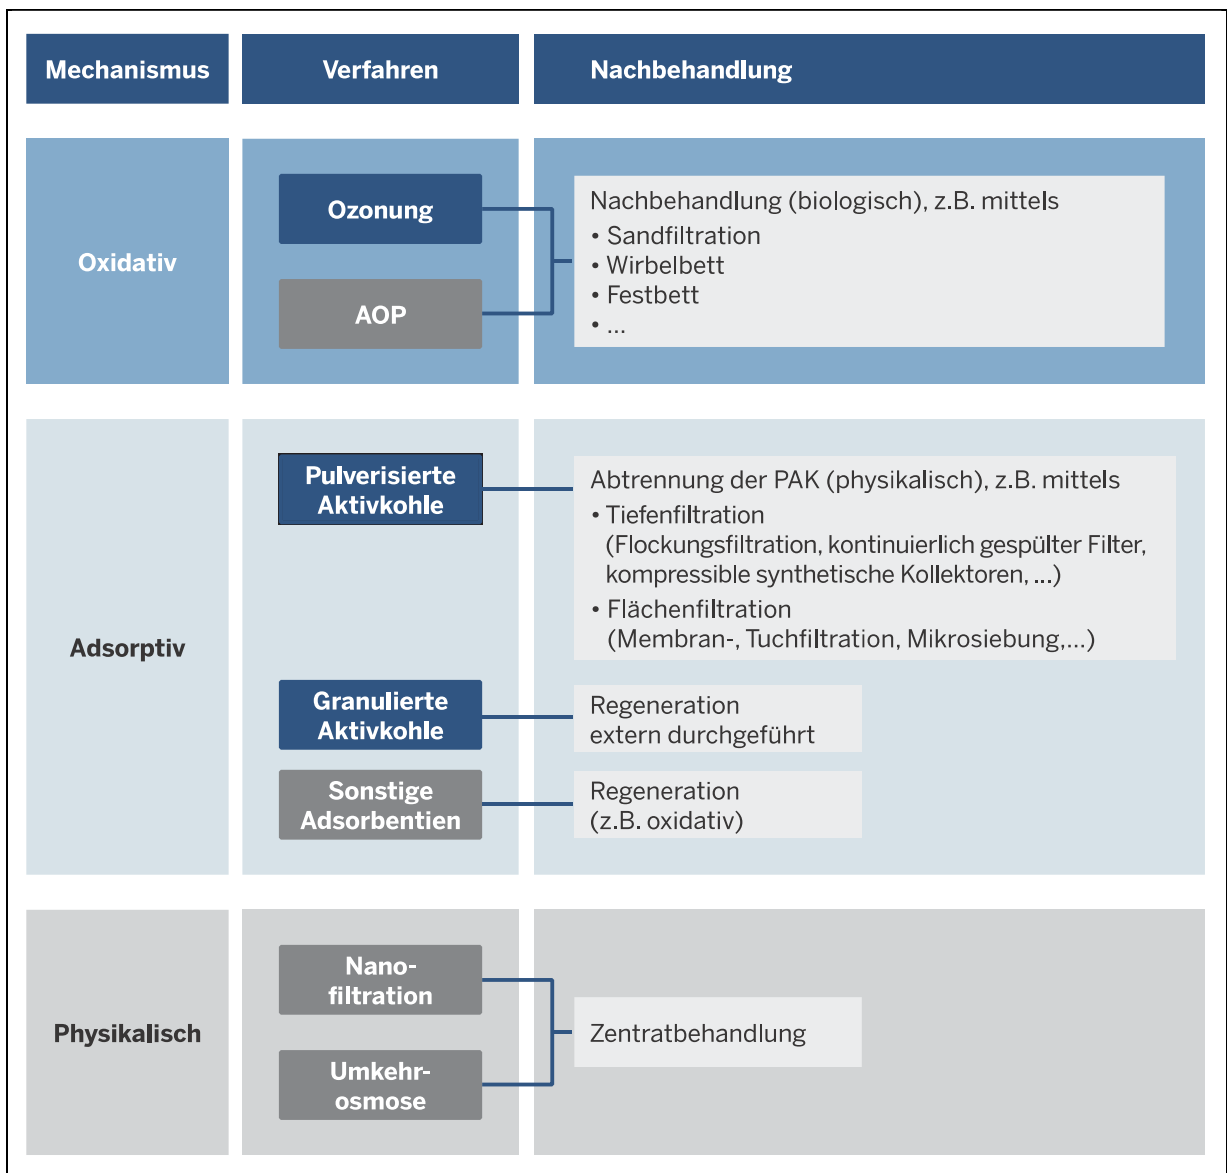 Mechanismus
Verfahren
Nachbehandlung
Oxidativ
Ozonung
AOP
Nachbehandlung (biologisch), z.B. mittels
• Sandfiltration
• Wirbelbett
• Festbett
• ...
Adsorptiv
Pulverisierte
Aktivkohle
Abtrennung der PAK (physikalisch), z.B. mittels
• Tiefenfiltration
(Flockungsfiltration, kontinuierlich gespülter Filter,
kompressible synthetische Kollektoren, ...)
• Flächenfiltration
(Membran-, Tuchfiltration, Mikrosiebung,...)
Granulierte
Aktivkohle
Regeneration
extern durchgeführt
Sonstige
Adsorbentien
Regeneration
(z.B. oxidativ)
Physikalisch
Nano-
filtration
Umkehr-
osmose
Zentratbehandlung